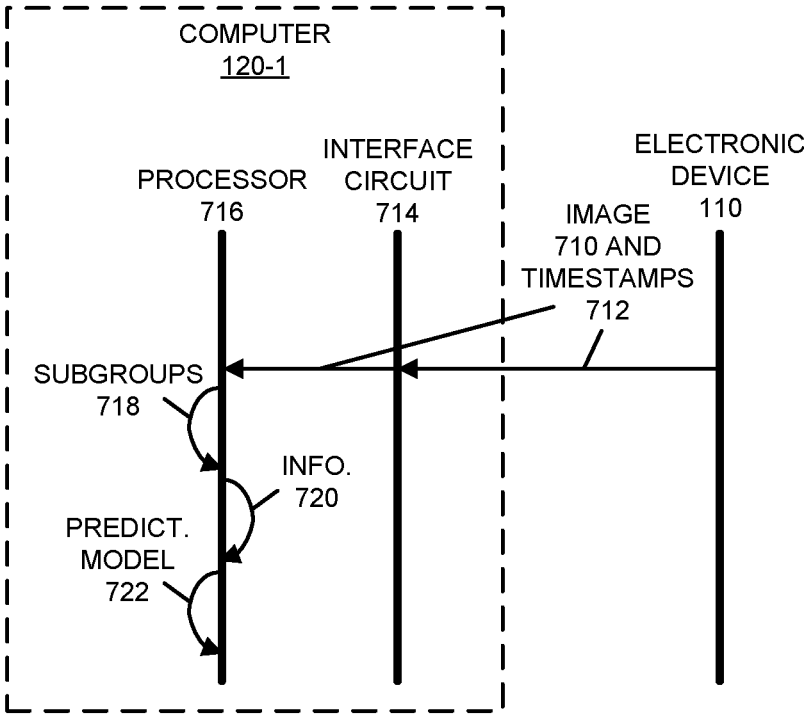 COMPUTER
120-1
PROCESSOR
716
INTERFACE
CIRCUIT
714
ELECTRONIC
DEVICE
110
IMAGE
710 AND
TIMESTAMPS
712
SUBGROUPS
718
INFO.
720
PREDICT.
MODEL
722